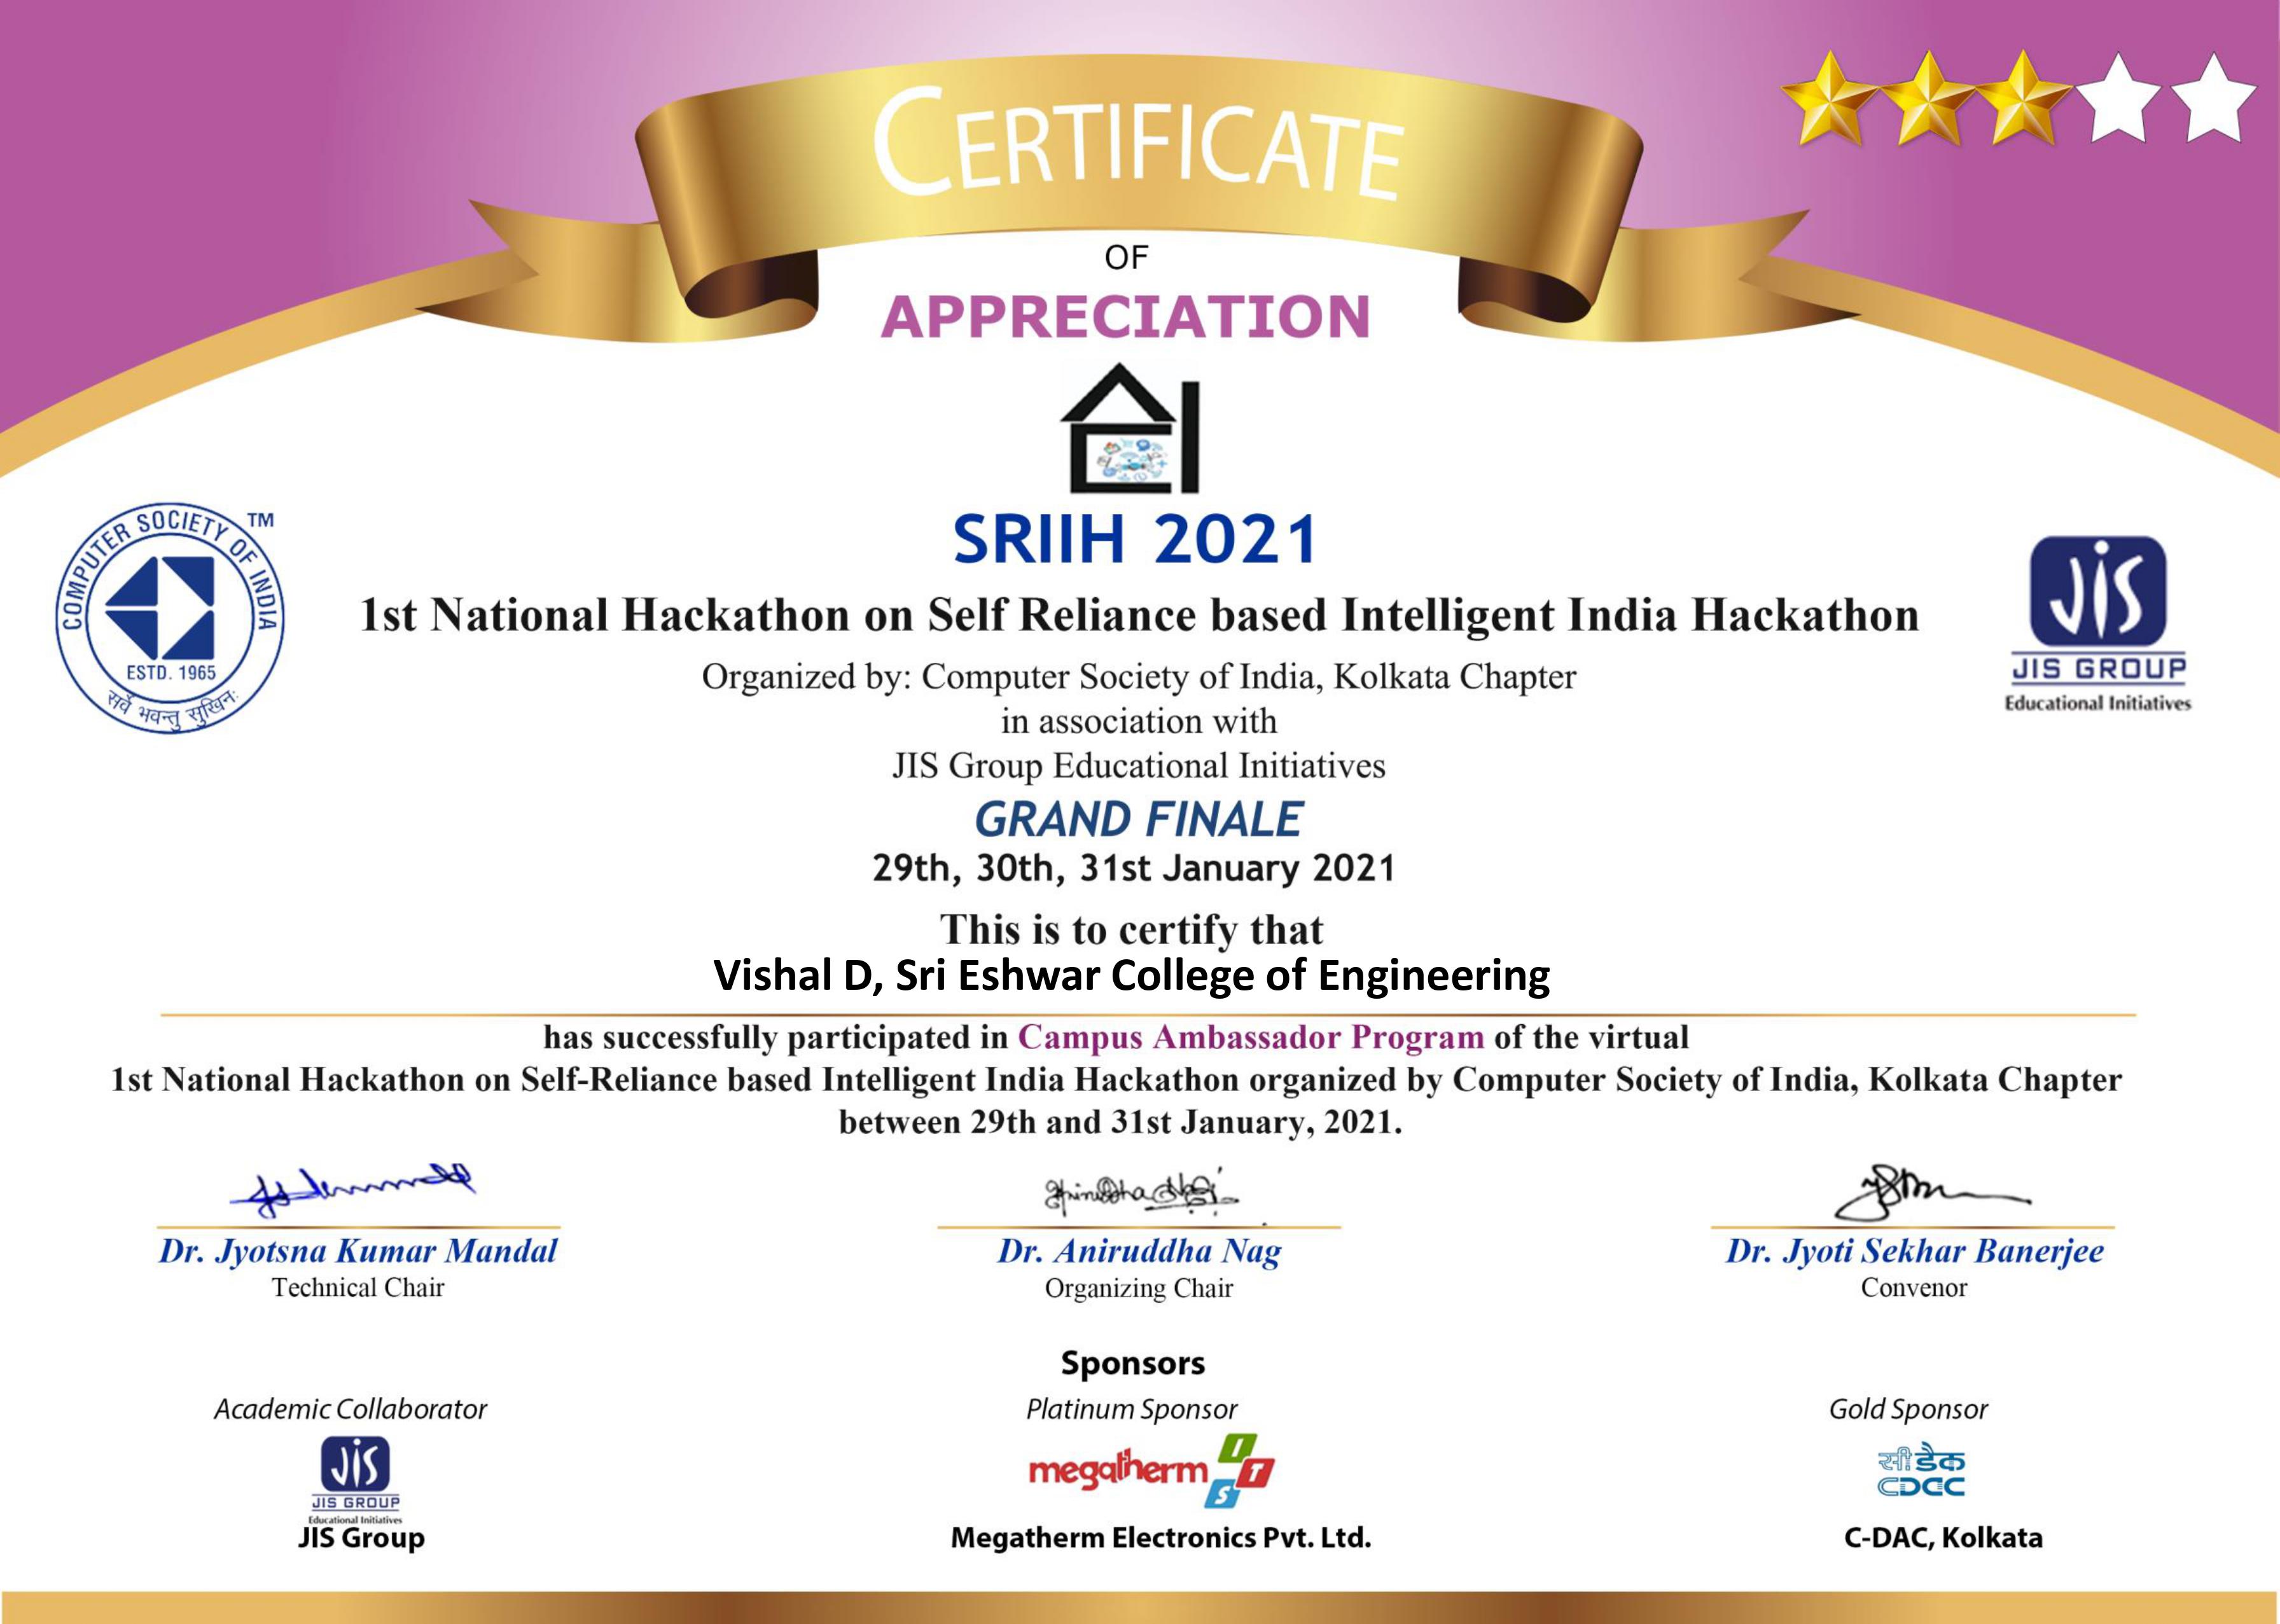 CERTIFICATE
OF
APPRECIATION
SRIIH 2021
COMPUTER SOCIETY OF INDIA TM
ESTD. 1965
सर्वे भवन्तु सुखिनः
JIS
JIS GROUP
Educational Initiatives
1st National Hackathon on Self Reliance based Intelligent India Hackathon
Organized by: Computer Society of India, Kolkata Chapter
in association with
JIS Group Educational Initiatives
GRAND FINALE
29th, 30th, 31st January 2021
This is to certify that
Vishal D, Sri Eshwar College of Engineering
has successfully participated in Campus Ambassador Program of the virtual
1st National Hackathon on Self-Reliance based Intelligent India Hackathon organized by Computer Society of India, Kolkata Chapter
between 29th and 31st January, 2021.
Dr. Jyotsna Kumar Mandal
Technical Chair
Dr. Aniruddha Nag
Organizing Chair
Dr. Jyoti Sekhar Banerjee
Convenor
Sponsors
Academic Collaborator
JIS
JIS GROUP
Educational Initiatives
JIS Group
Platinum Sponsor
megatherm ITS
Megatherm Electronics Pvt. Ltd.
Gold Sponsor
सी डैक
CDAC
C-DAC, Kolkata